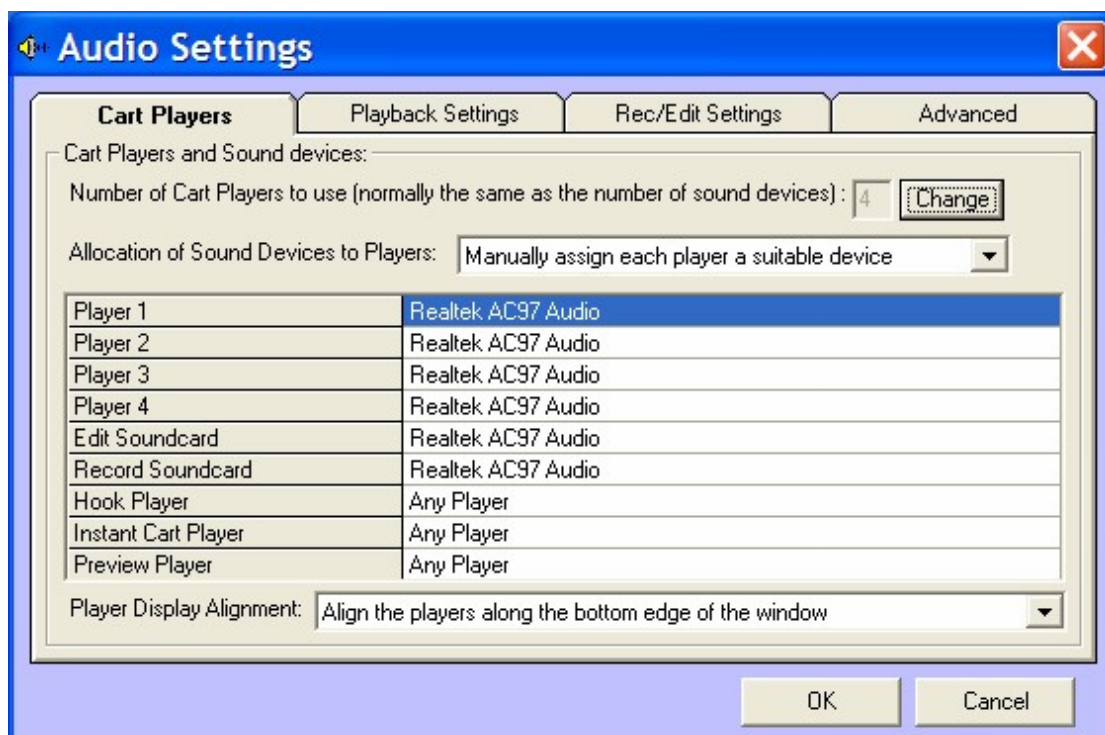 Audio Settings
Cart Players Playback Settings Rec/Edit Settings Advanced
Cart Players and Sound devices:
Number of Cart Players to use (normally the same as the number of sound devices) : 4 Change
Allocation of Sound Devices to Players: Manually assign each player a suitable device
Player 1 Realtek AC97 Audio
Player 2 Realtek AC97 Audio
Player 3 Realtek AC97 Audio
Player 4 Realtek AC97 Audio
Edit Soundcard Realtek AC97 Audio
Record Soundcard Realtek AC97 Audio
Hook Player Any Player
Instant Cart Player Any Player
Preview Player Any Player
Player Display Alignment: Align the players along the bottom edge of the window
OK Cancel